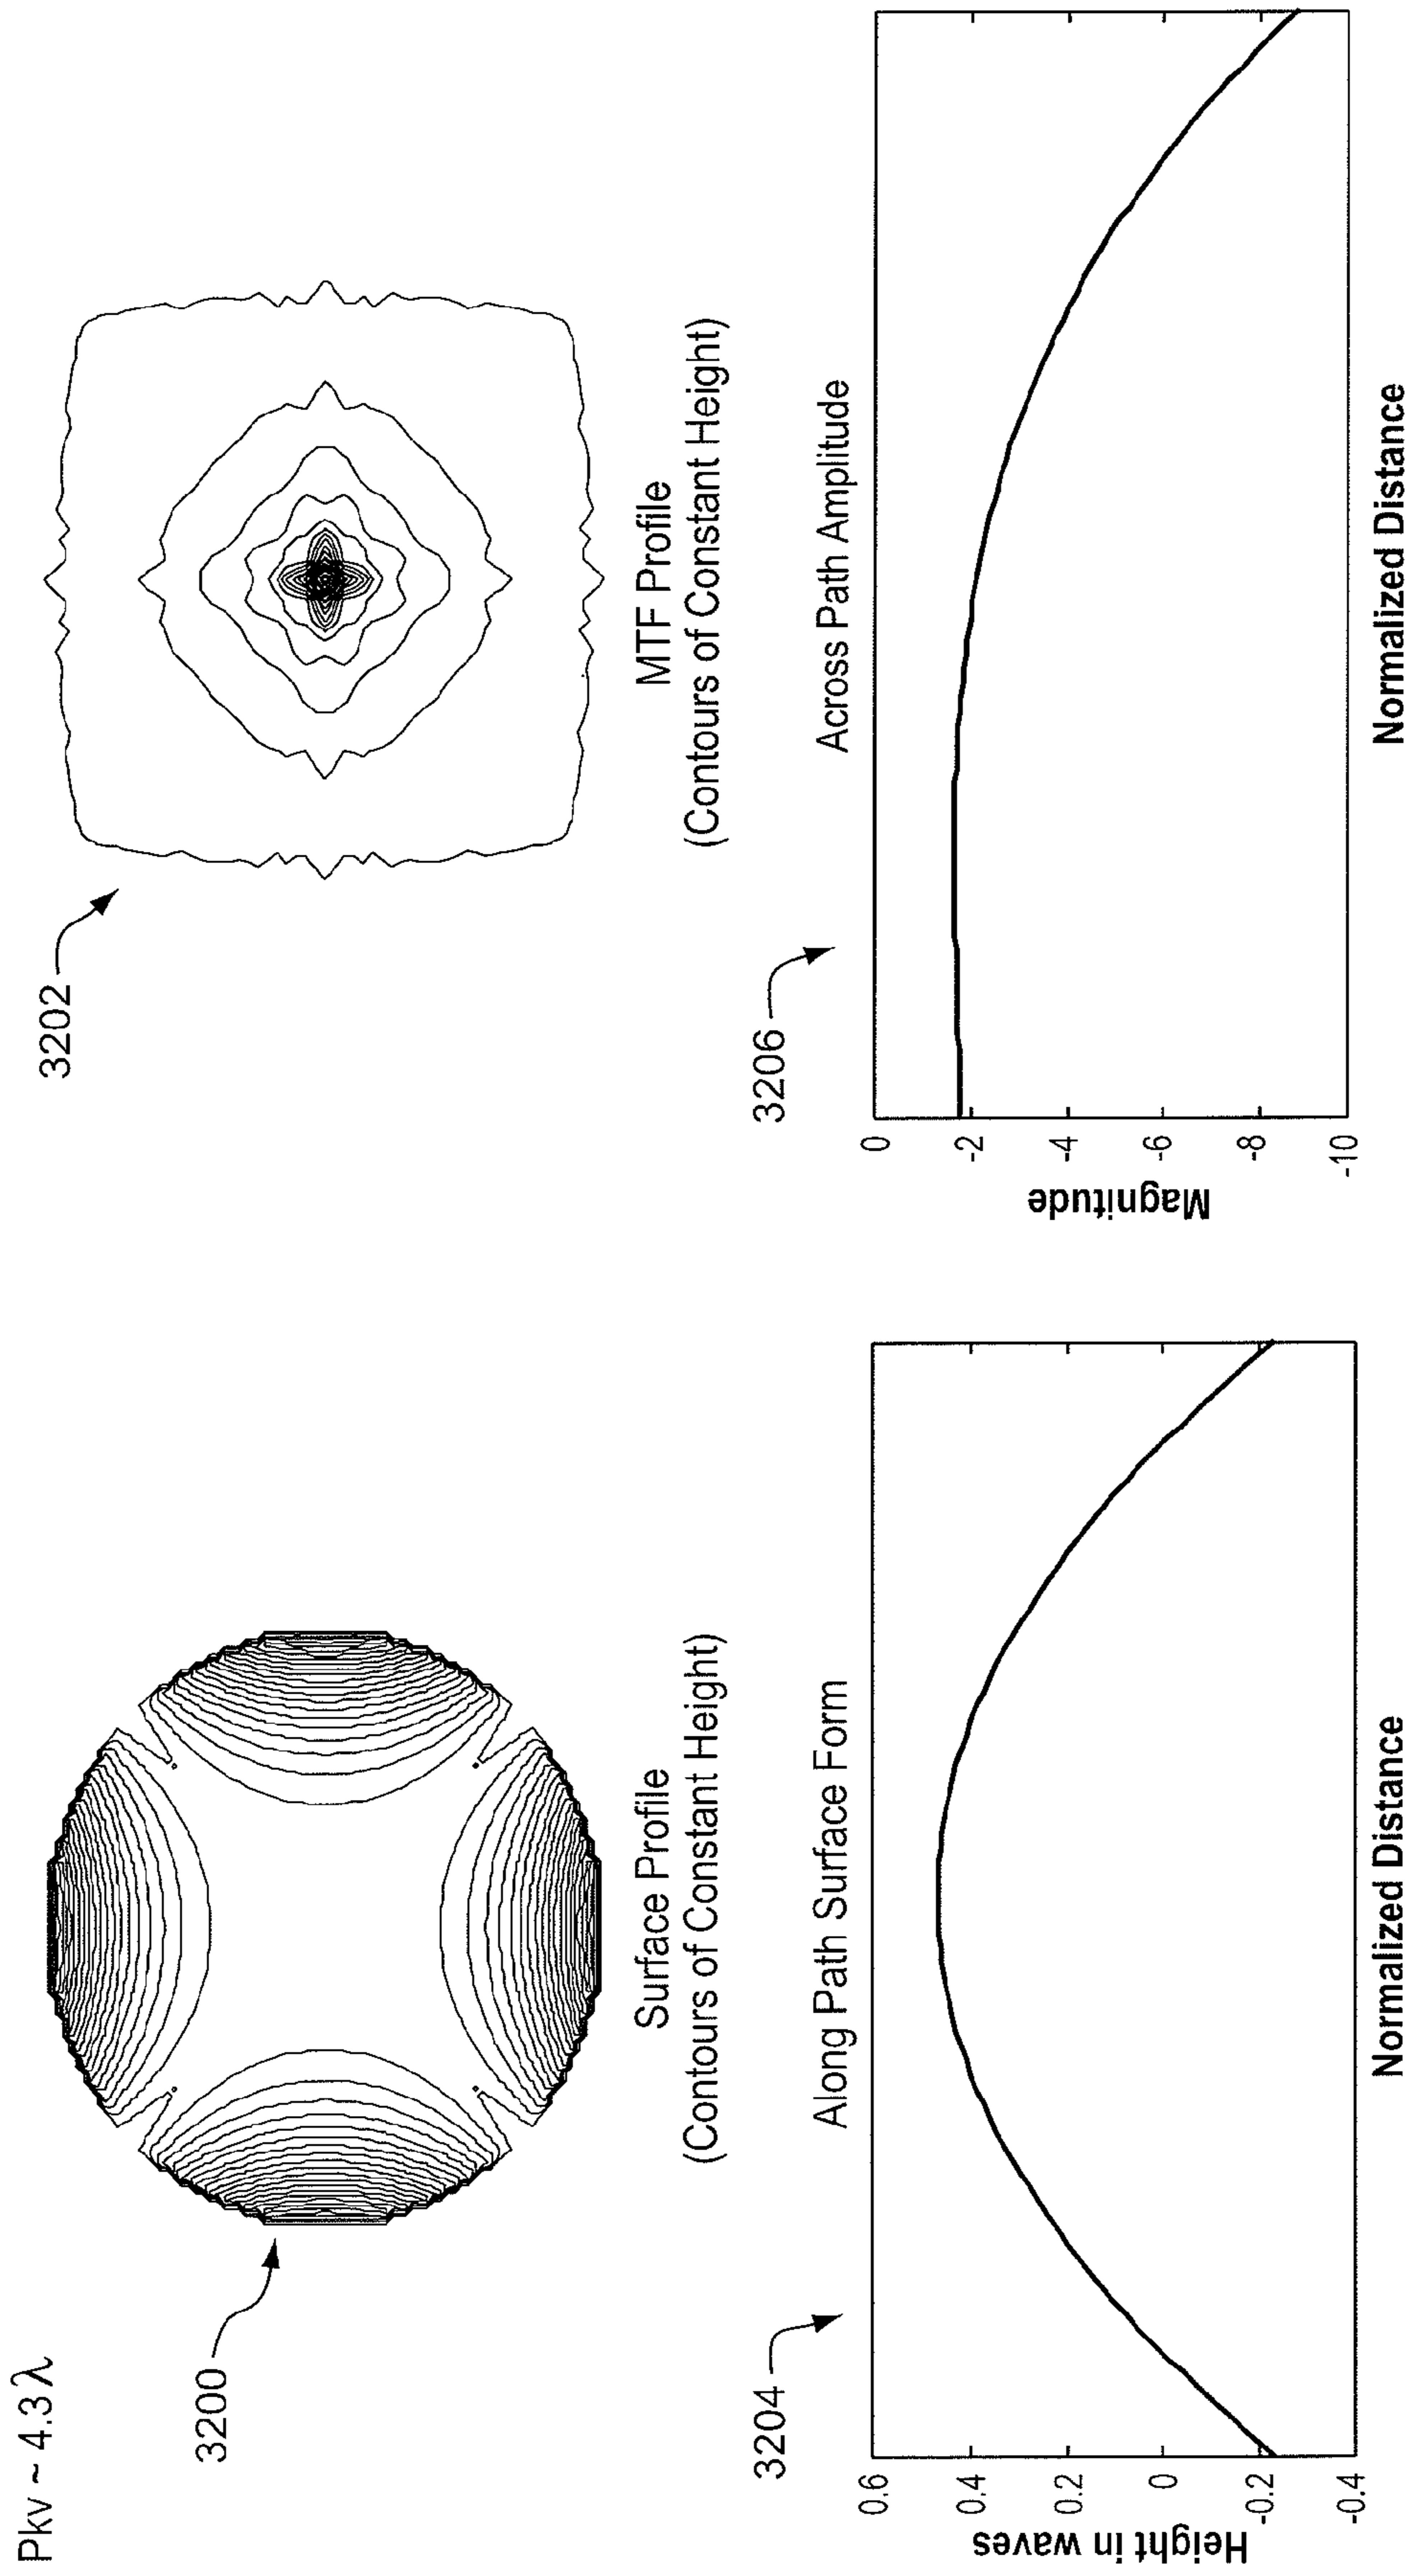 Pkv ~ 4.3 λ
3200
Surface Profile
(Contours of Constant Height)
3202
MTF Profile
(Contours of Constant Height)
3204
Along Path Surface Form
Height in waves
0.6
0.4
0.2
0
-0.2
-0.4
Normalized Distance
3206
Across Path Amplitude
Magnitude
0
-2
-4
-6
-8
-10
Normalized Distance